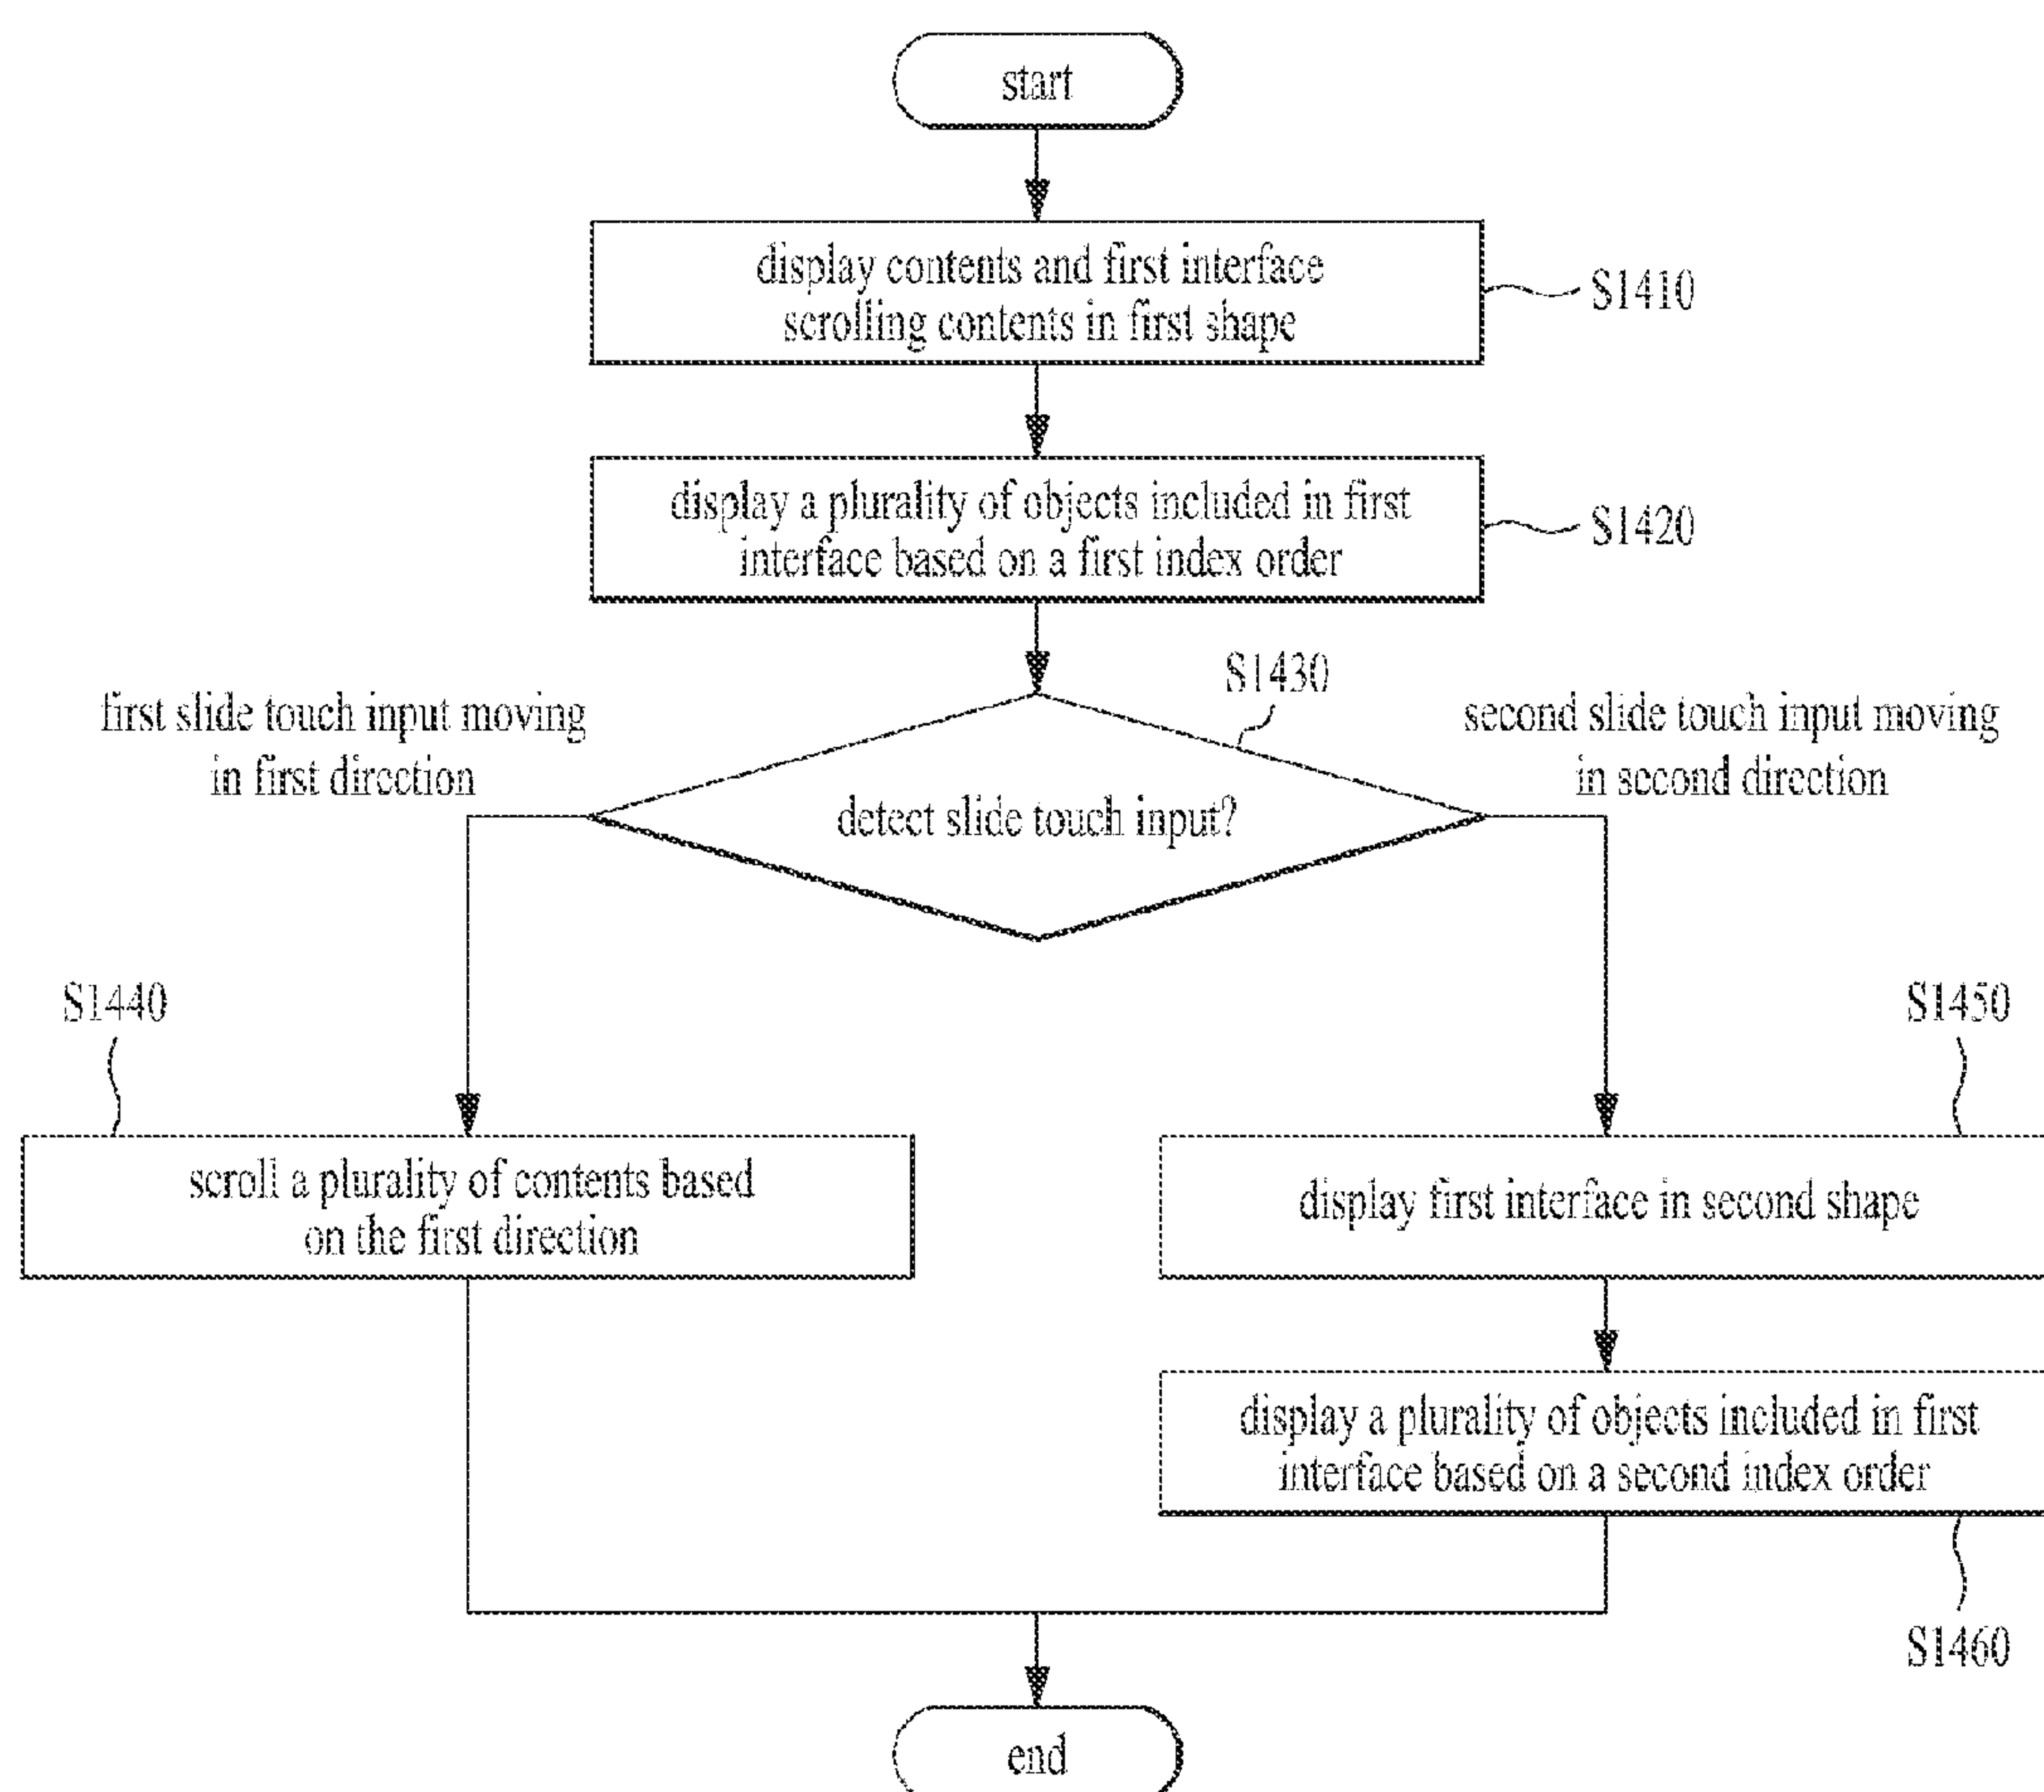 start
display contents and first interface
scrolling contents in first shape
S1410
display a plurality of objects included in first
interface based on a first index order
S1420
S1430
first slide touch input moving
in first direction
second slide touch input moving
in second direction
detect slide touch input?
S1440
S1450
scroll a plurality of contents based
on the first direction
display first interface in second shape
display a plurality of objects included in first
interface based on a second index order
S1460
end